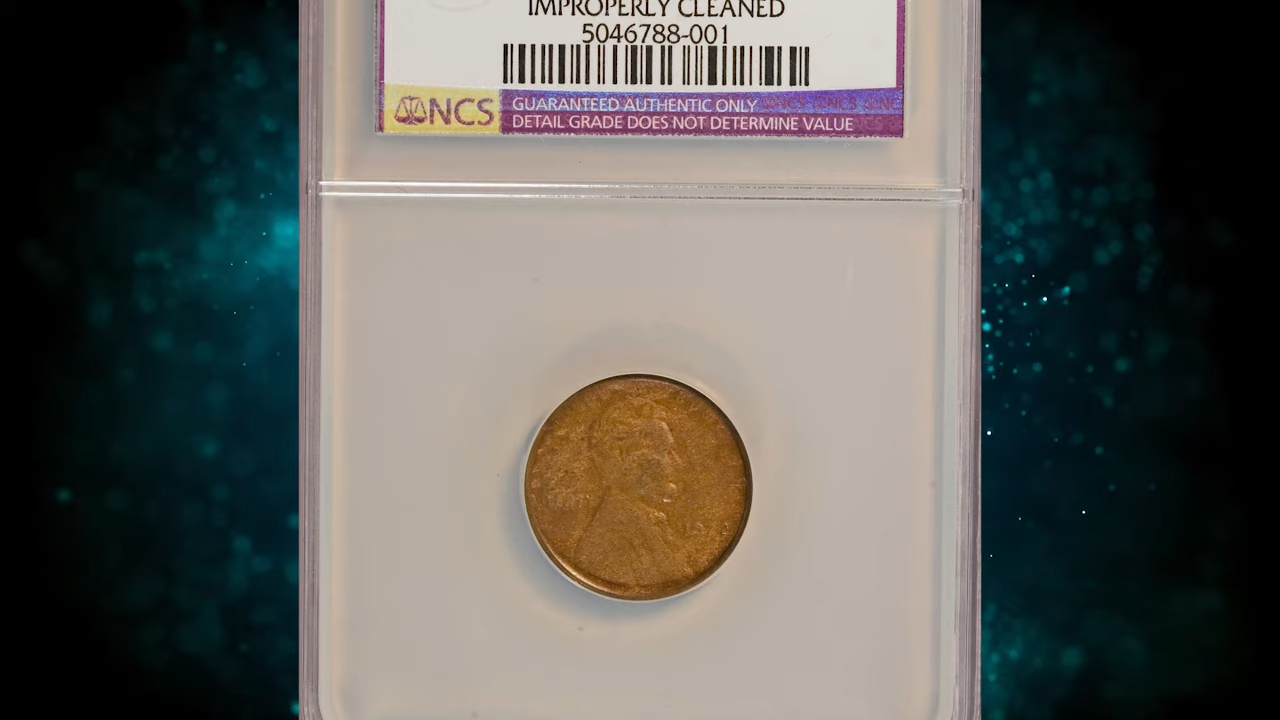 IMPROPERLY CLEANED
5046788-001
NCS
GUARANTEED AUTHENTIC ONLY
DETAIL GRADE DOES NOT DETERMINE VALUE